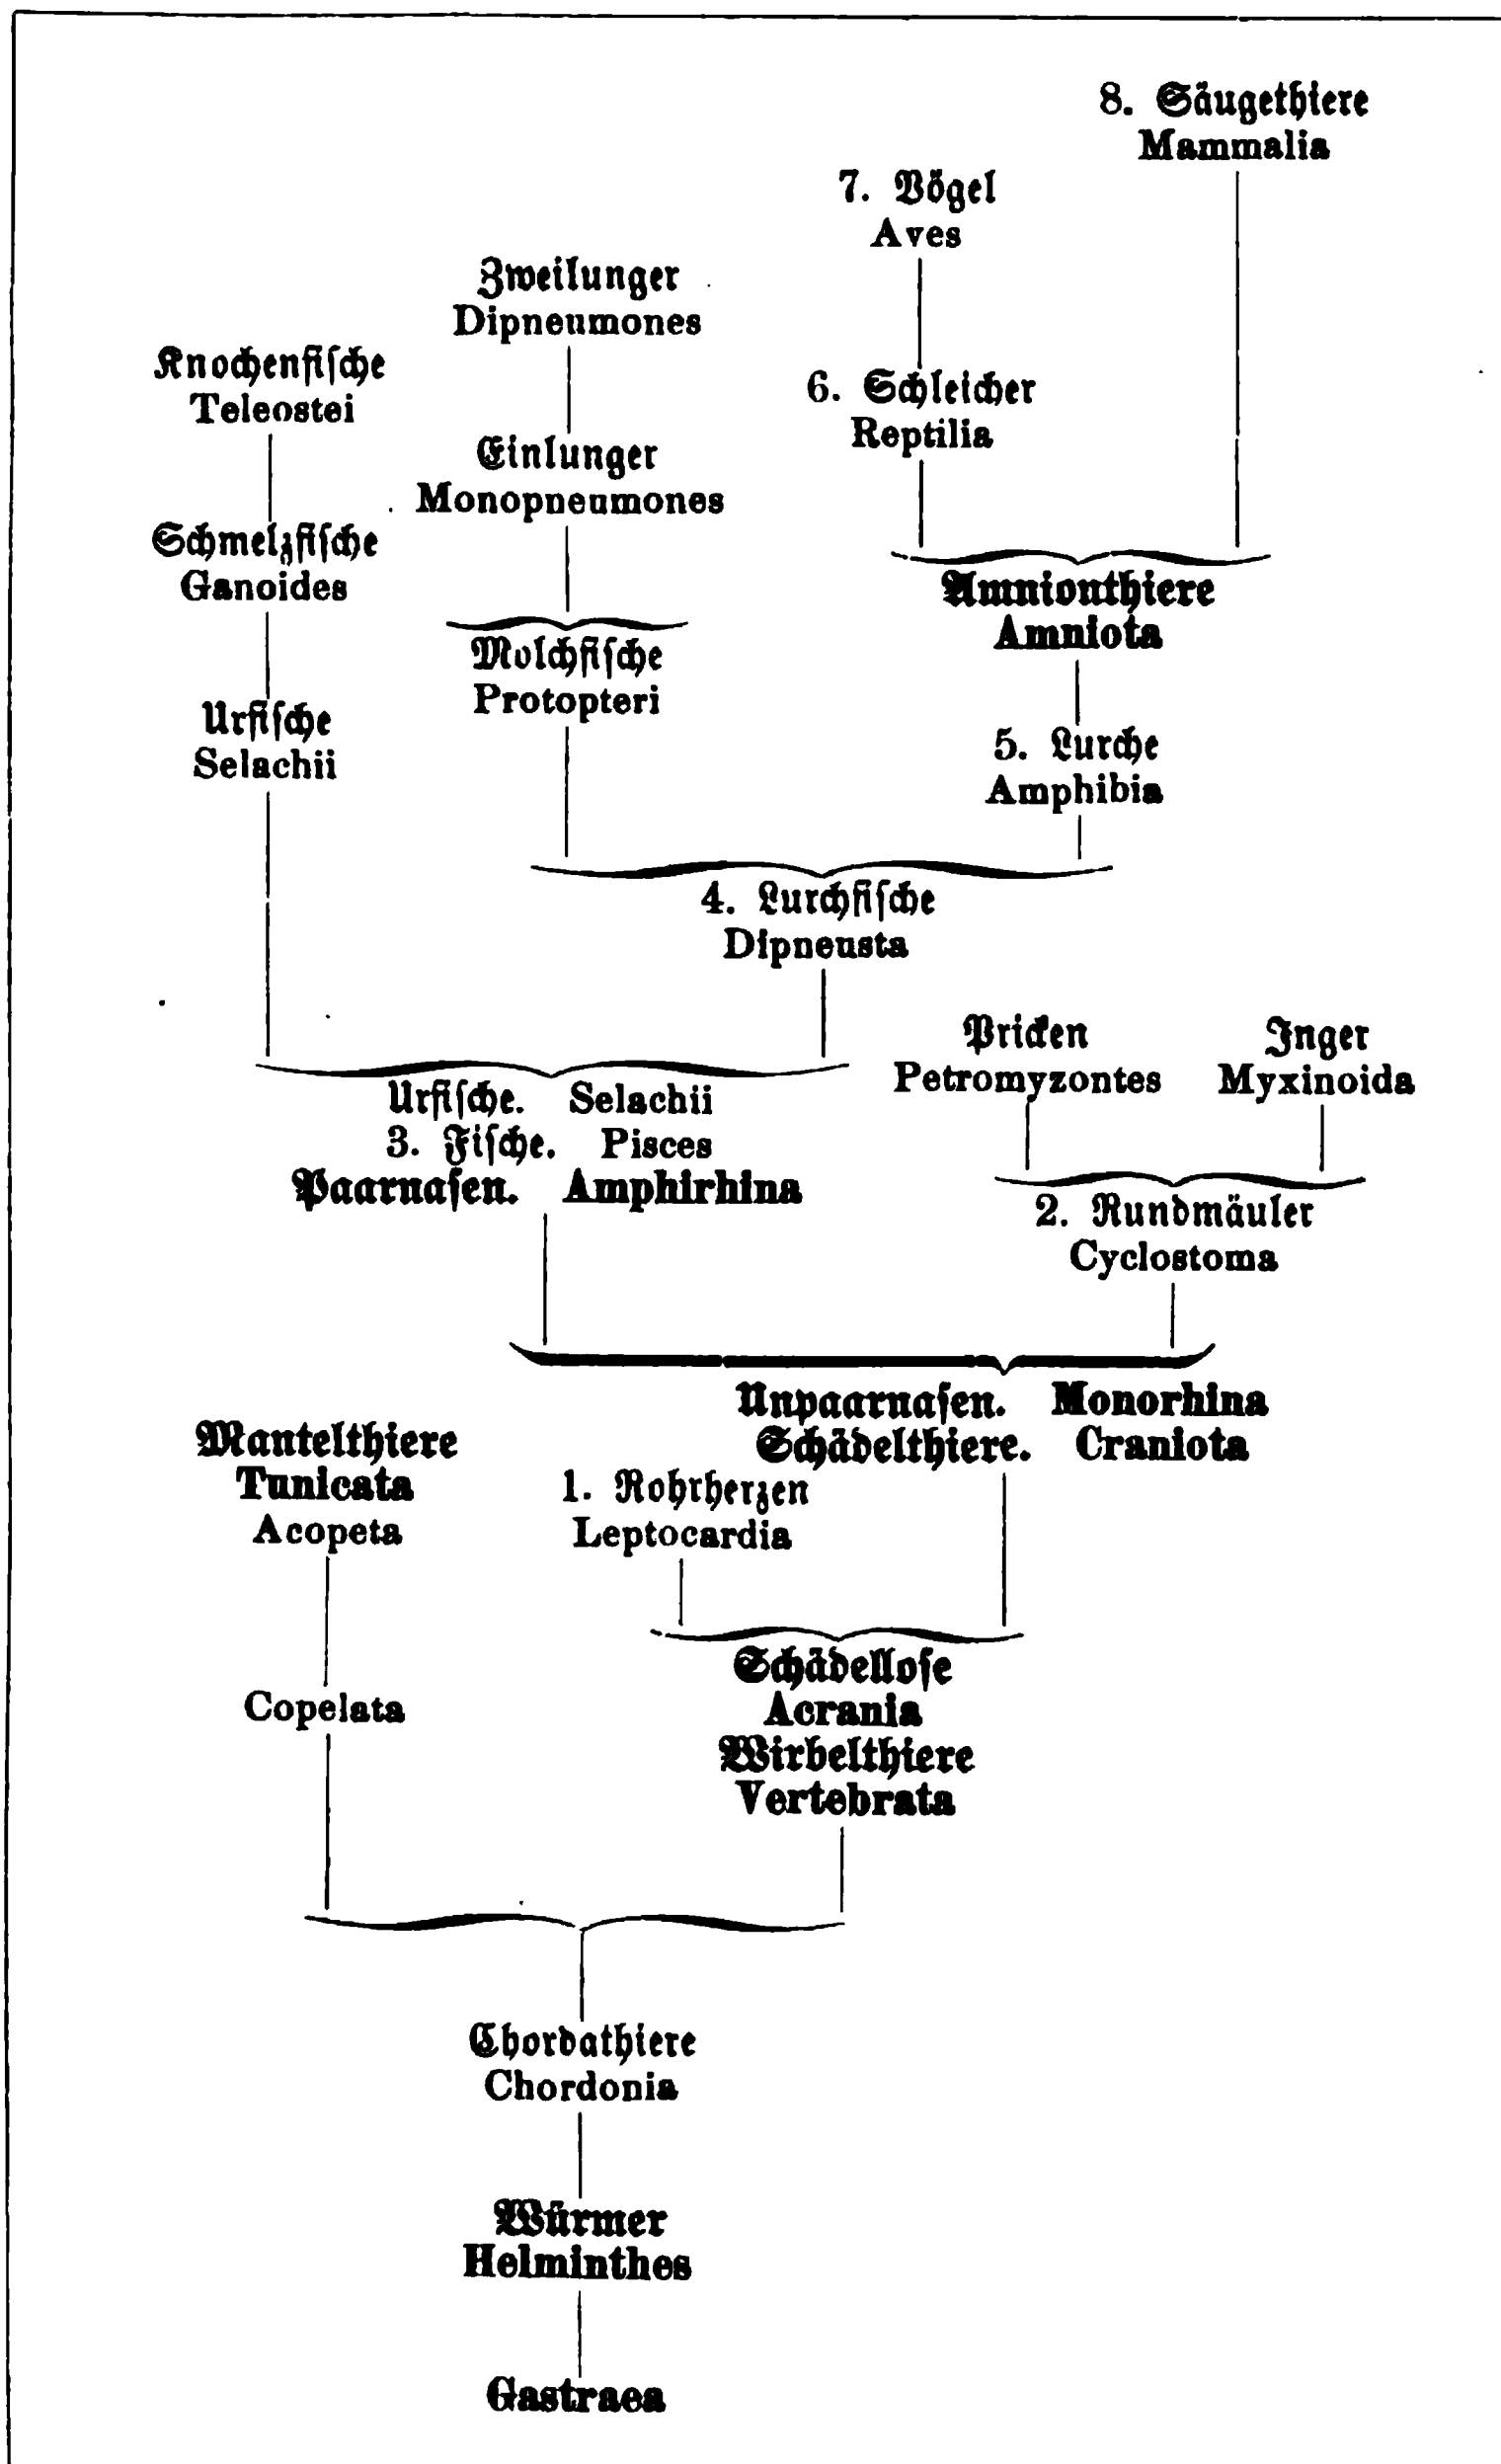 8. Säugethiere
Mammalia
7. Vögel
Aves
Zweilunger
Dipneumones
Knochenfische
Teleostei
6. Schleicher
Reptilia
Einlunger
Monopneumones
Schmelzfische
Ganoides
Amnionthiere
Amniota
Molchfische
Protopteri
Urfische
Selachii
5. Lurche
Amphibia
4. Lurchfische
Dipneusta
Pricken
Petromyzontes
Inger
Myxinoida
Urfische. Selachii
3. Fische. Pisces
Paarnasen. Amphirhina
2. Rundmäuler
Cyclostoma
Unpaarnasen. Monorhina
Schädelthiere. Craniota
Mantelthiere
Tunicata
Acopeta
1. Rohrherzen
Leptocardia
Copelata
Schädellose
Acrania
Wirbelthiere
Vertebrata
Chordathiere
Chordonia
Würmer
Helminthes
Gastraea